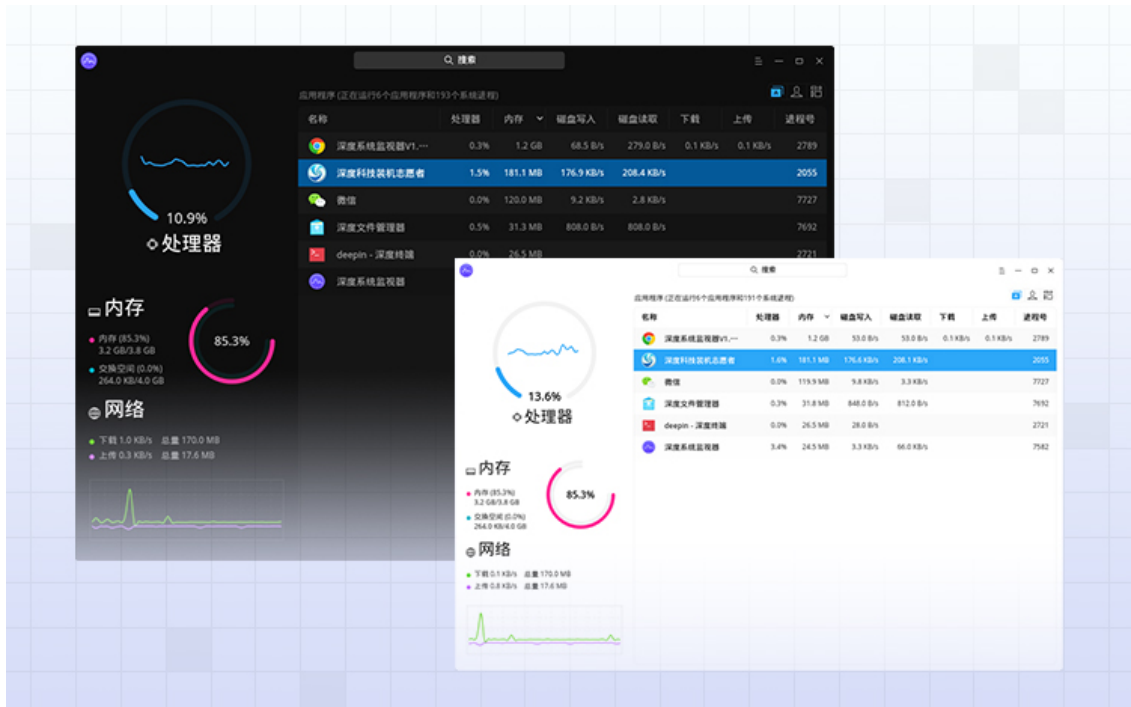 搜索
应用程序 (正在运行6个应用程序和193个系统进程)
名称 处理器 内存 磁盘写入 磁盘读取 下载 上传 进程号
深度系统监视器V1.… 0.3% 1.2 GB 68.5 B/s 279.0 B/s 0.1 KB/s 0.1 KB/s 2789
深度科技装机志愿者 1.5% 181.1 MB 176.9 KB/s 208.4 KB/s 2055
微信 0.0% 120.0 MB 9.2 KB/s 2.8 KB/s 7727
深度文件管理器 0.5% 31.3 MB 808.0 B/s 808.0 B/s 7692
deepin - 深度终端 0.0% 26.5 MB 2721
深度系统监视器
10.9%
处理器
内存
内存 (85.3%)
3.2 GB/3.8 GB
交换空间 (0.0%)
264.0 KB/4.0 GB
85.3%
网络
下载 1.0 KB/s 总量 170.0 MB
上传 0.3 KB/s 总量 17.6 MB
搜索
应用程序 (正在运行6个应用程序和191个系统进程)
名称 处理器 内存 磁盘写入 磁盘读取 下载 上传 进程号
深度系统监视器V1.… 0.3% 1.2 GB 53.0 B/s 53.0 B/s 0.1 KB/s 0.1 KB/s 2789
深度科技装机志愿者 1.6% 181.1 MB 176.6 KB/s 208.1 KB/s 2055
微信 0.0% 119.9 MB 9.8 KB/s 3.3 KB/s 7727
深度文件管理器 0.3% 31.8 MB 848.0 B/s 812.0 B/s 7692
deepin - 深度终端 0.0% 26.5 MB 28.0 B/s 2721
深度系统监视器 3.4% 24.5 MB 3.3 KB/s 66.0 KB/s 7582
13.6%
处理器
内存
内存 (85.3%)
3.2 GB/3.8 GB
交换空间 (0.0%)
264.0 KB/4.0 GB
85.3%
网络
下载 0.1 KB/s 总量 170.0 MB
上传 0.8 KB/s 总量 17.6 MB